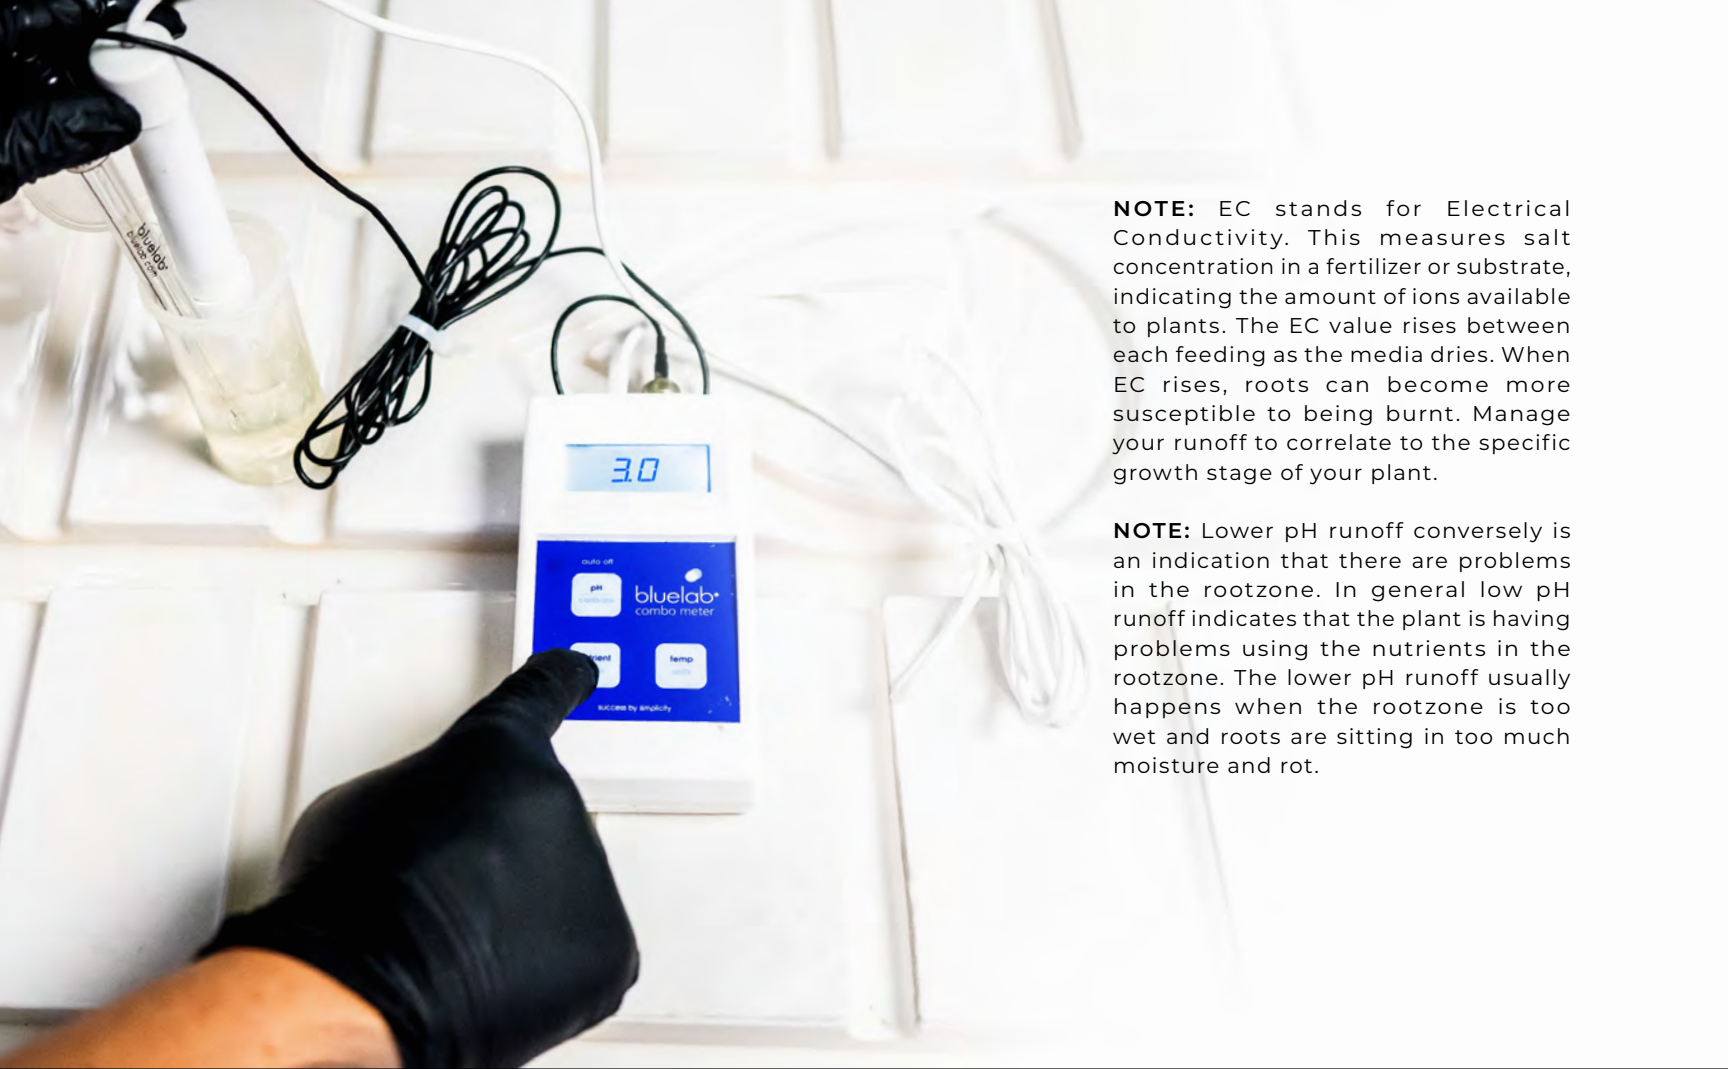 bluelab
bluelab.com
3.0
auto off
pH
bluelab
combo meter
temp
success by simplicity
NOTE: EC stands for Electrical
Conductivity. This measures salt
concentration in a fertilizer or substrate,
indicating the amount of ions available
to plants. The EC value rises between
each feeding as the media dries. When
EC rises, roots can become more
susceptible to being burnt. Manage
your runoff to correlate to the specific
growth stage of your plant.
NOTE: Lower pH runoff conversely is
an indication that there are problems
in the rootzone. In general low pH
runoff indicates that the plant is having
problems using the nutrients in the
rootzone. The lower pH runoff usually
happens when the rootzone is too
wet and roots are sitting in too much
moisture and rot.